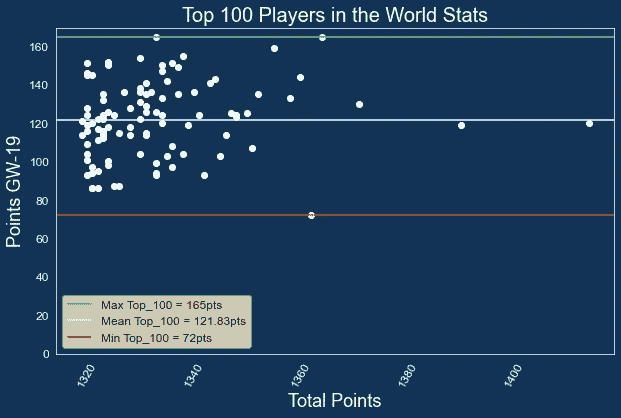 Top 100 Players in the World Stats
Points GW-19
160
140
120
100
80
60
40
20
0
Max Top_100 = 165pts
Mean Top_100 = 121.83pts
Min Top_100 = 72pts
1320
1340
1360
1380
1400
Total Points